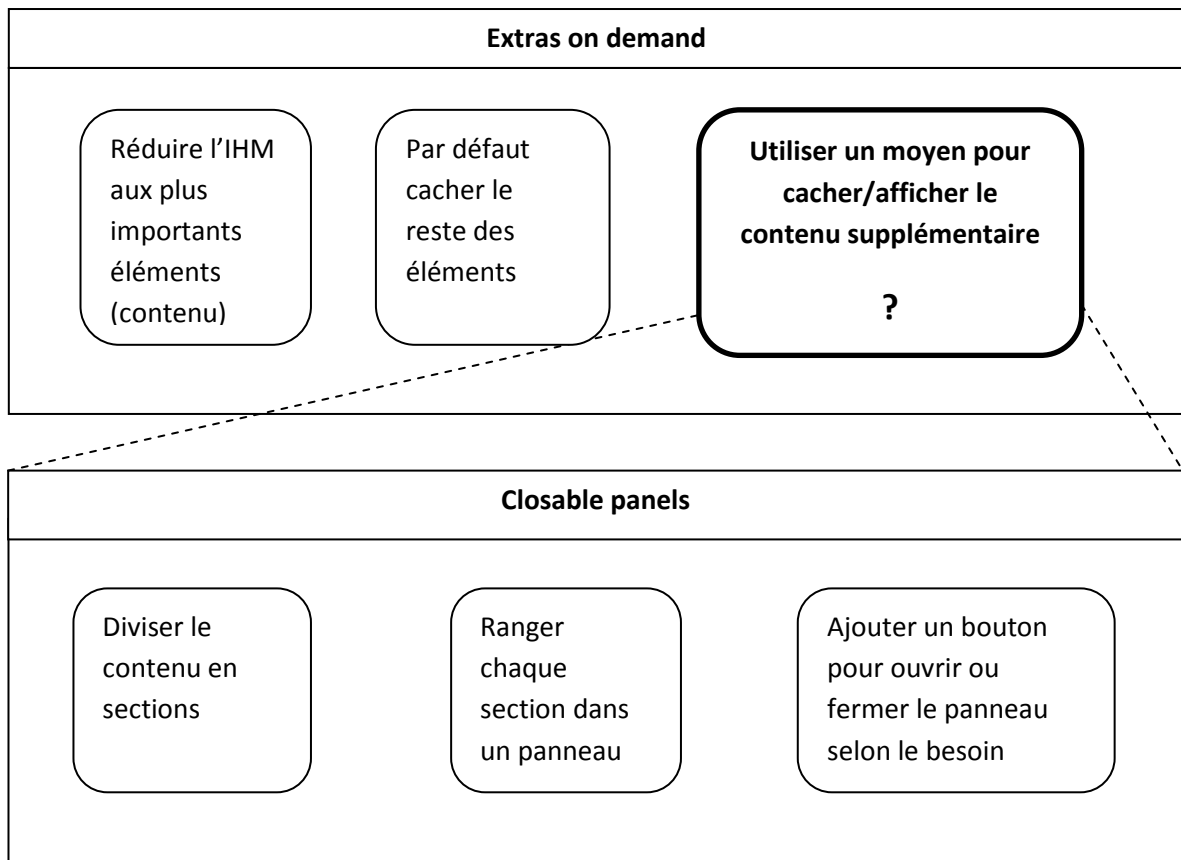 Extras on demand
Réduire l’IHM
aux plus
importants
éléments
(contenu)
Par défaut
cacher le
reste des
éléments
Utiliser un moyen pour
cacher/afficher le
contenu supplémentaire
?
Closable panels
Diviser le
contenu en
sections
Ranger
chaque
section dans
un panneau
Ajouter un bouton
pour ouvrir ou
fermer le panneau
selon le besoin